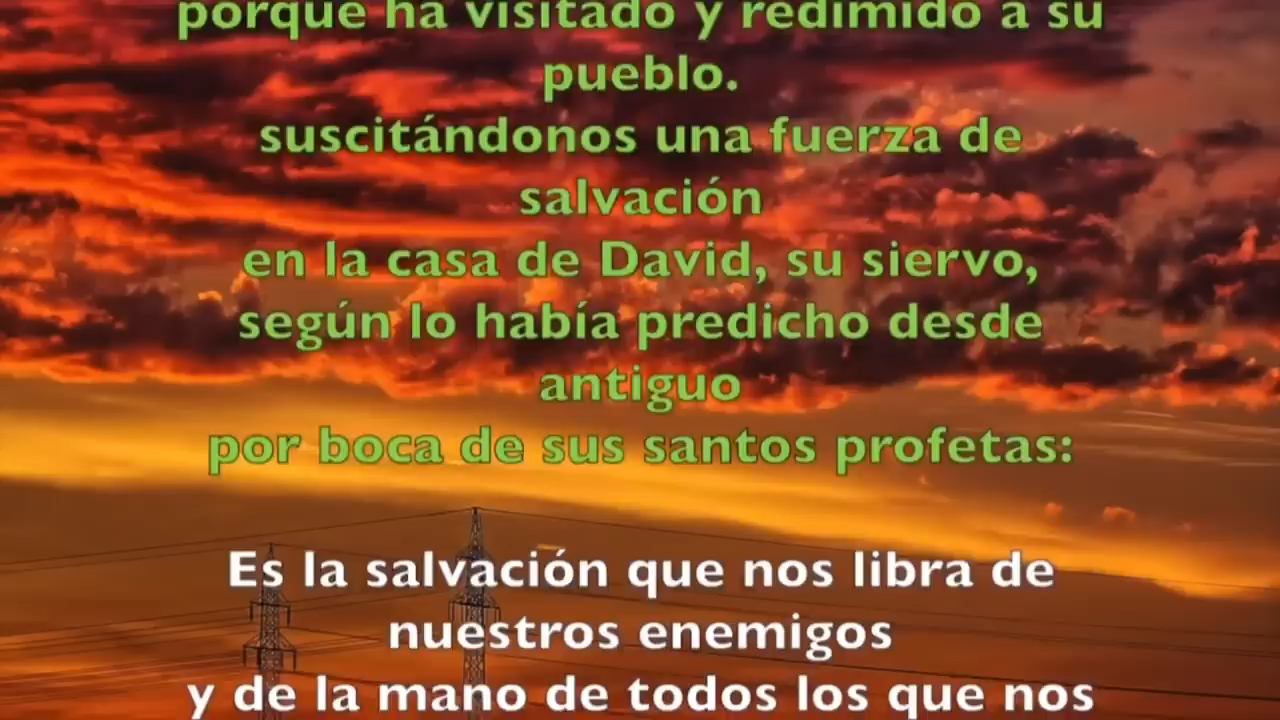 porque ha visitado y redimido a su
pueblo.
suscitándonos una fuerza de
salvación
en la casa de David, su siervo,
según lo había predicho desde
antiguo
por boca de sus santos profetas:
Es la salvación que nos libra de
nuestros enemigos
y de la mano de todos los que nos